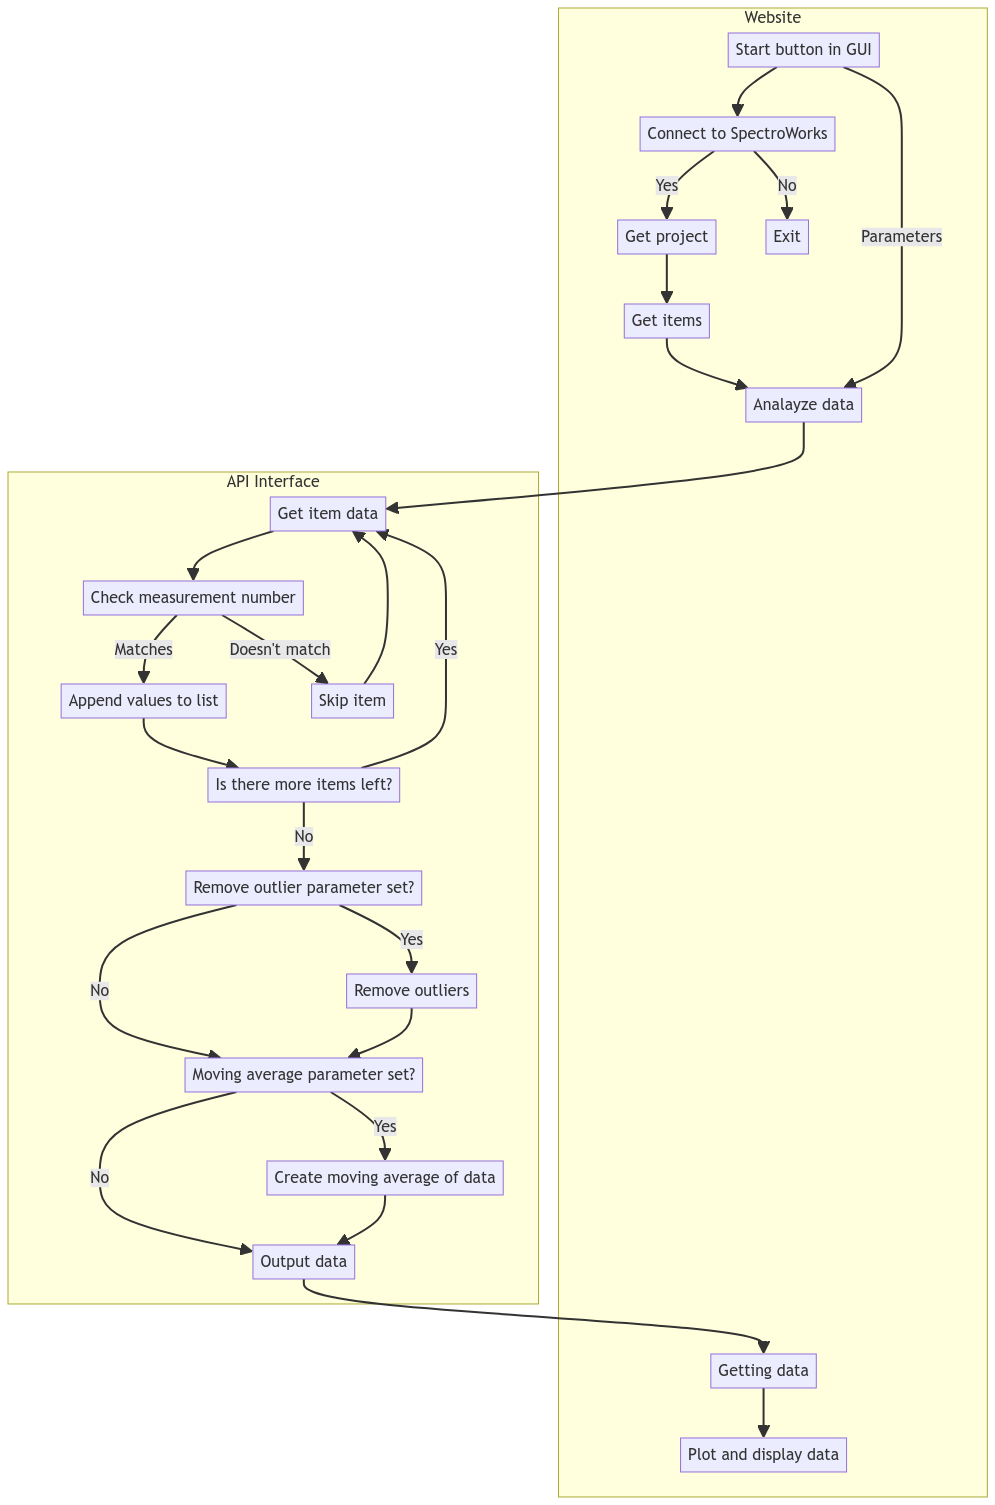 Website
Start button in GUI
Connect to SpectroWorks
Yes
No
Get project
Exit
Parameters
Get items
Analayze data
API Interface
Get item data
Check measurement number
Matches
Doesn't match
Yes
Append values to list
Skip item
Is there more items left?
No
Remove outlier parameter set?
Yes
No
Remove outliers
Moving average parameter set?
Yes
No
Create moving average of data
Output data
Getting data
Plot and display data